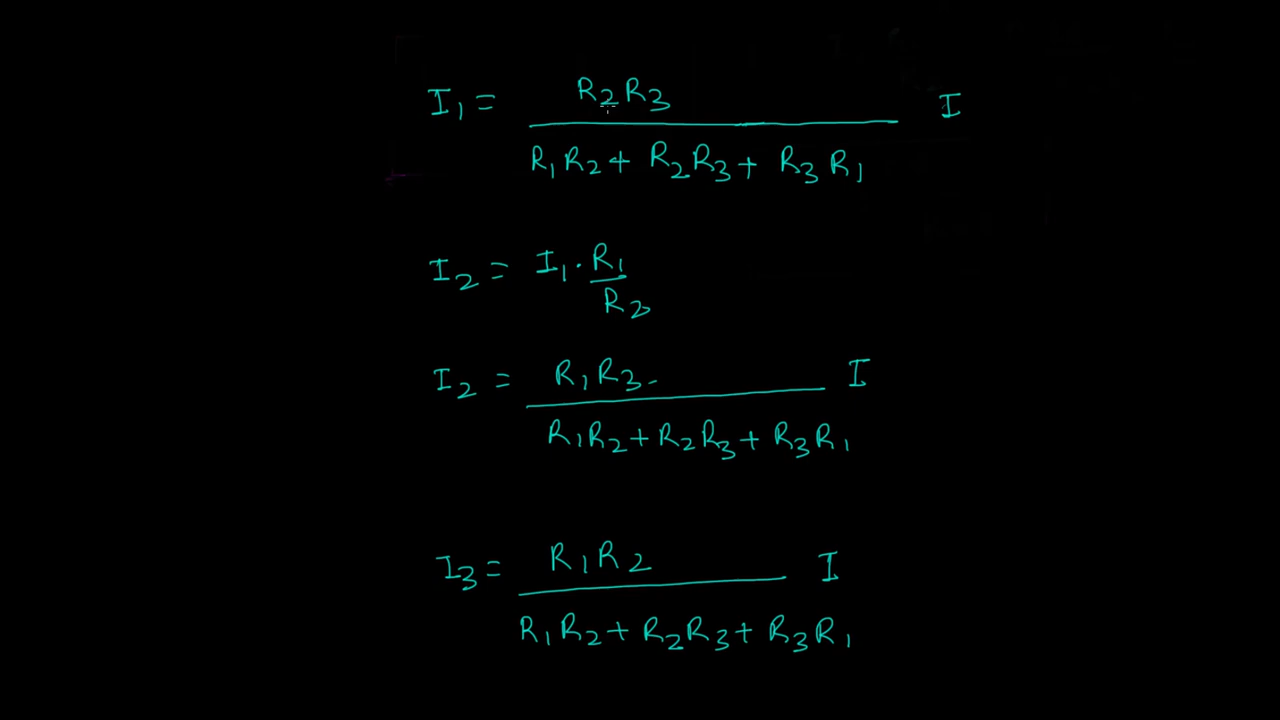 I1 = R2R3 / R1R2 + R2R3 + R3R1 I
I2 = I1 · R1 / R2
I2 = R1R3 / R1R2 + R2R3 + R3R1 I
I3 = R1R2 / R1R2 + R2R3 + R3R1 I